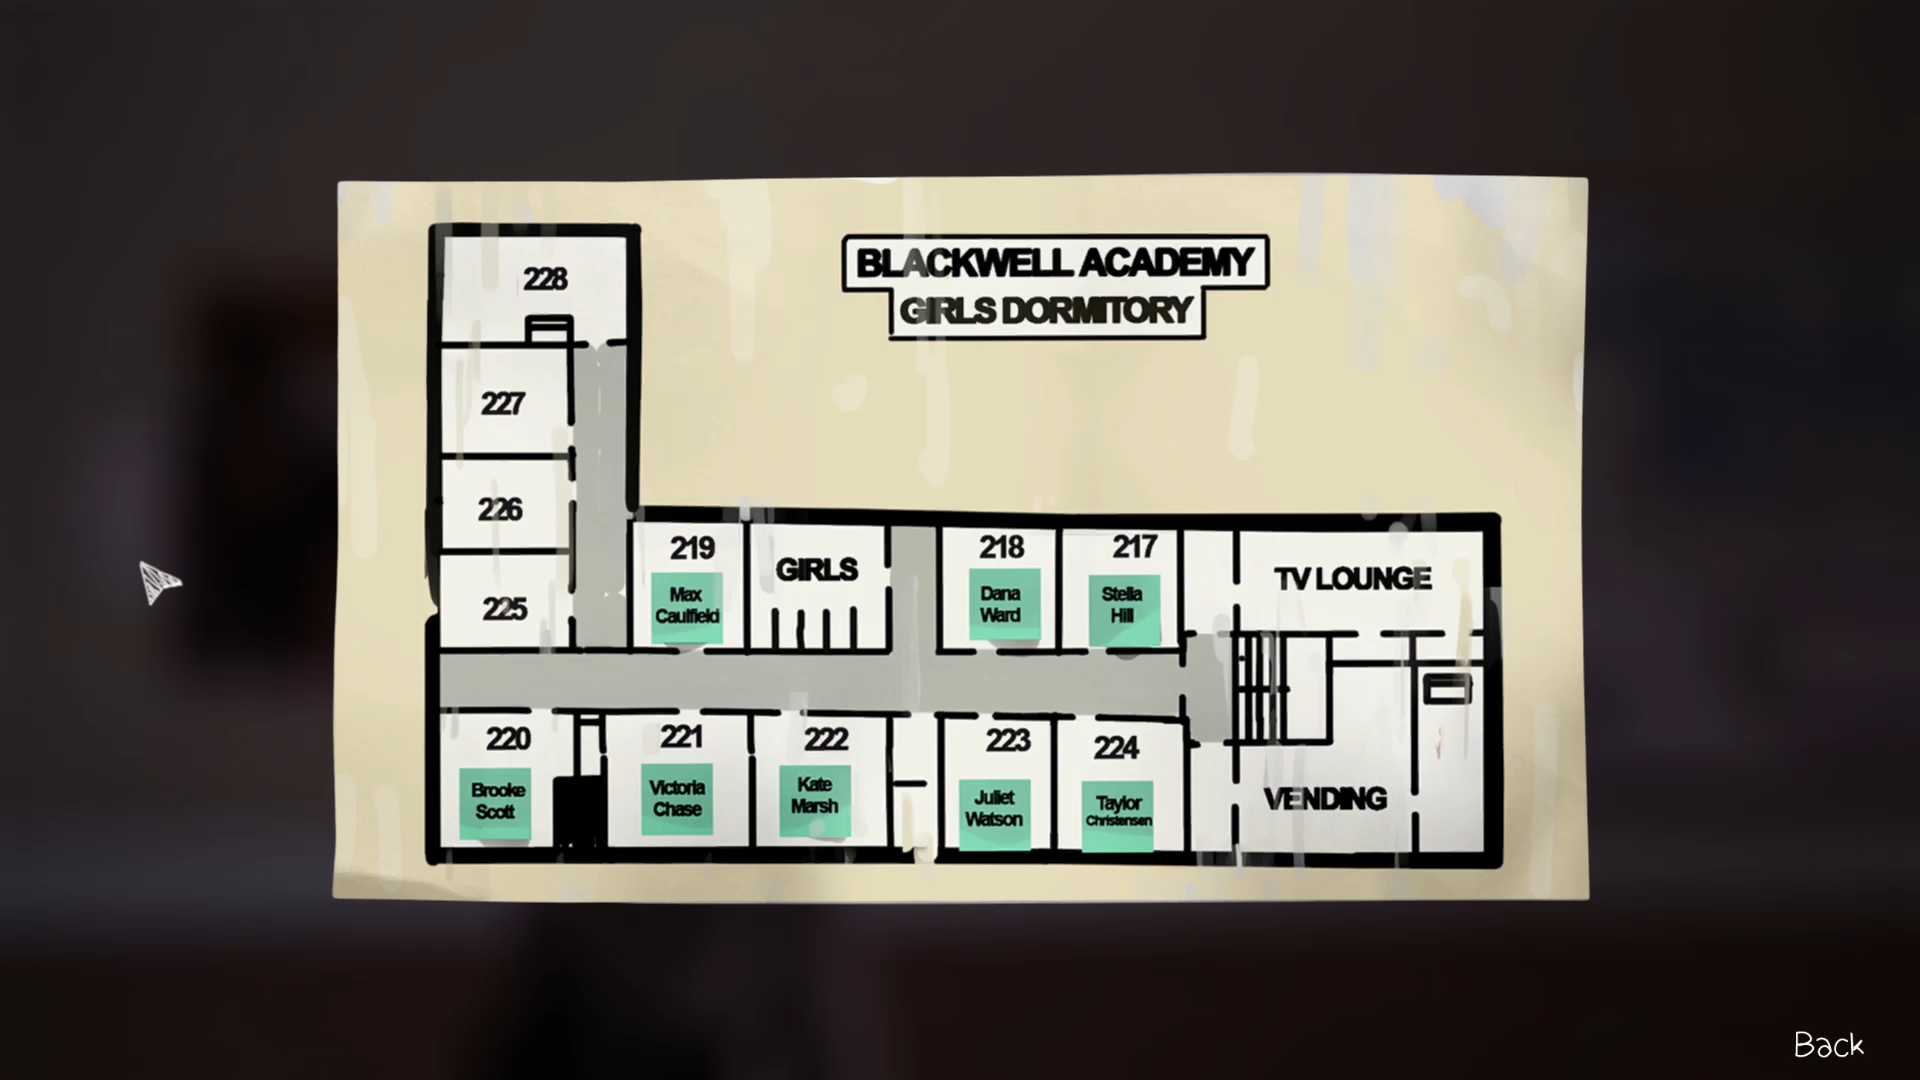 BLACKWELL ACADEMY
GIRLS DORMITORY
228
227
226
225
219
Max
Caulfield
GIRLS
218
Dana
Ward
217
Stella
Hill
TV LOUNGE
220
Brooke
Scott
221
Victoria
Chase
222
Kate
Marsh
223
Juliet
Watson
224
Taylor
Christensen
VENDING
Back